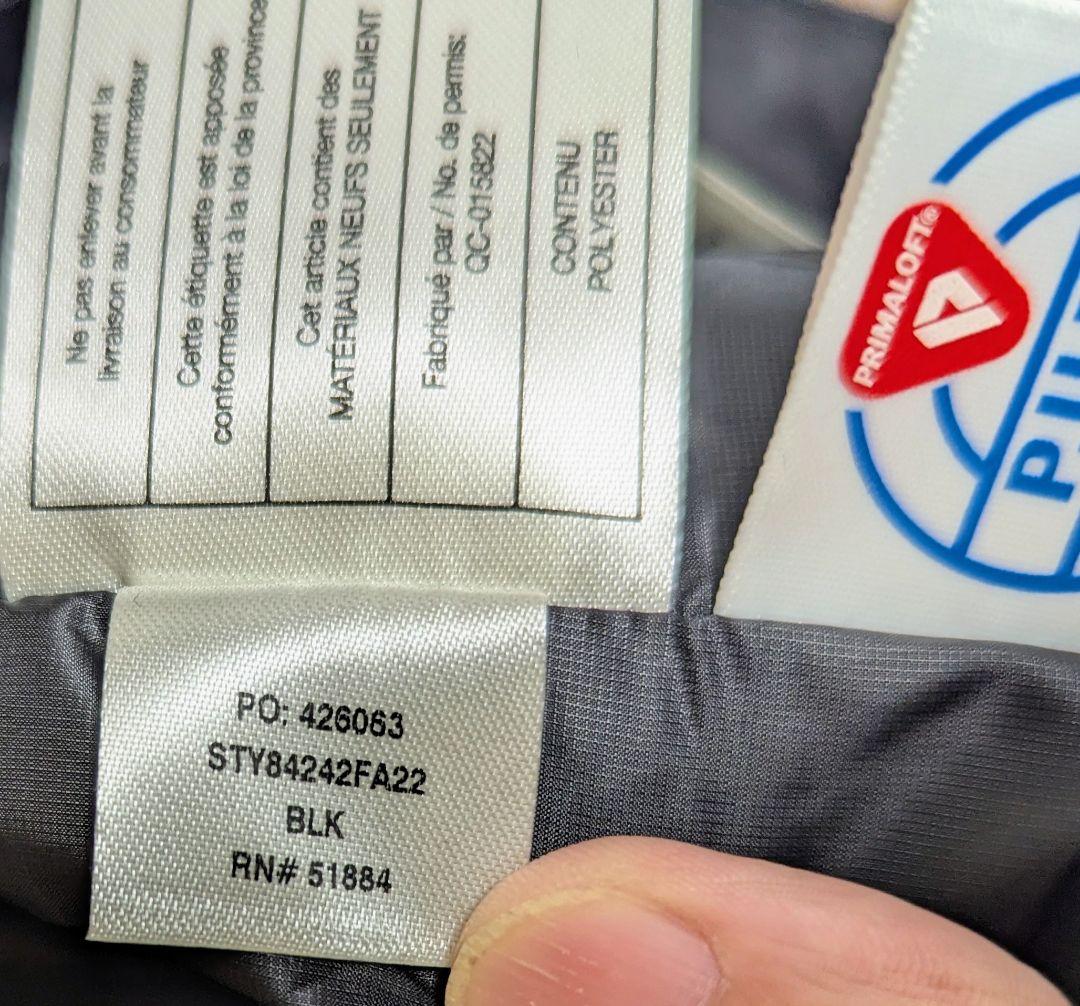 Ne pas enlever avant la
livraison au consommateur
Cette étiquette est apposée
conformément à la loi de la province
Cet article contient des
MATÉRIAUX NEUFS SEULEMENT
Fabriqué par / No. de permis:
QC-015822
CONTENU
POLYESTER
PRIMALOFT®
PO: 426063
STY84242FA22
BLK
RN# 51884